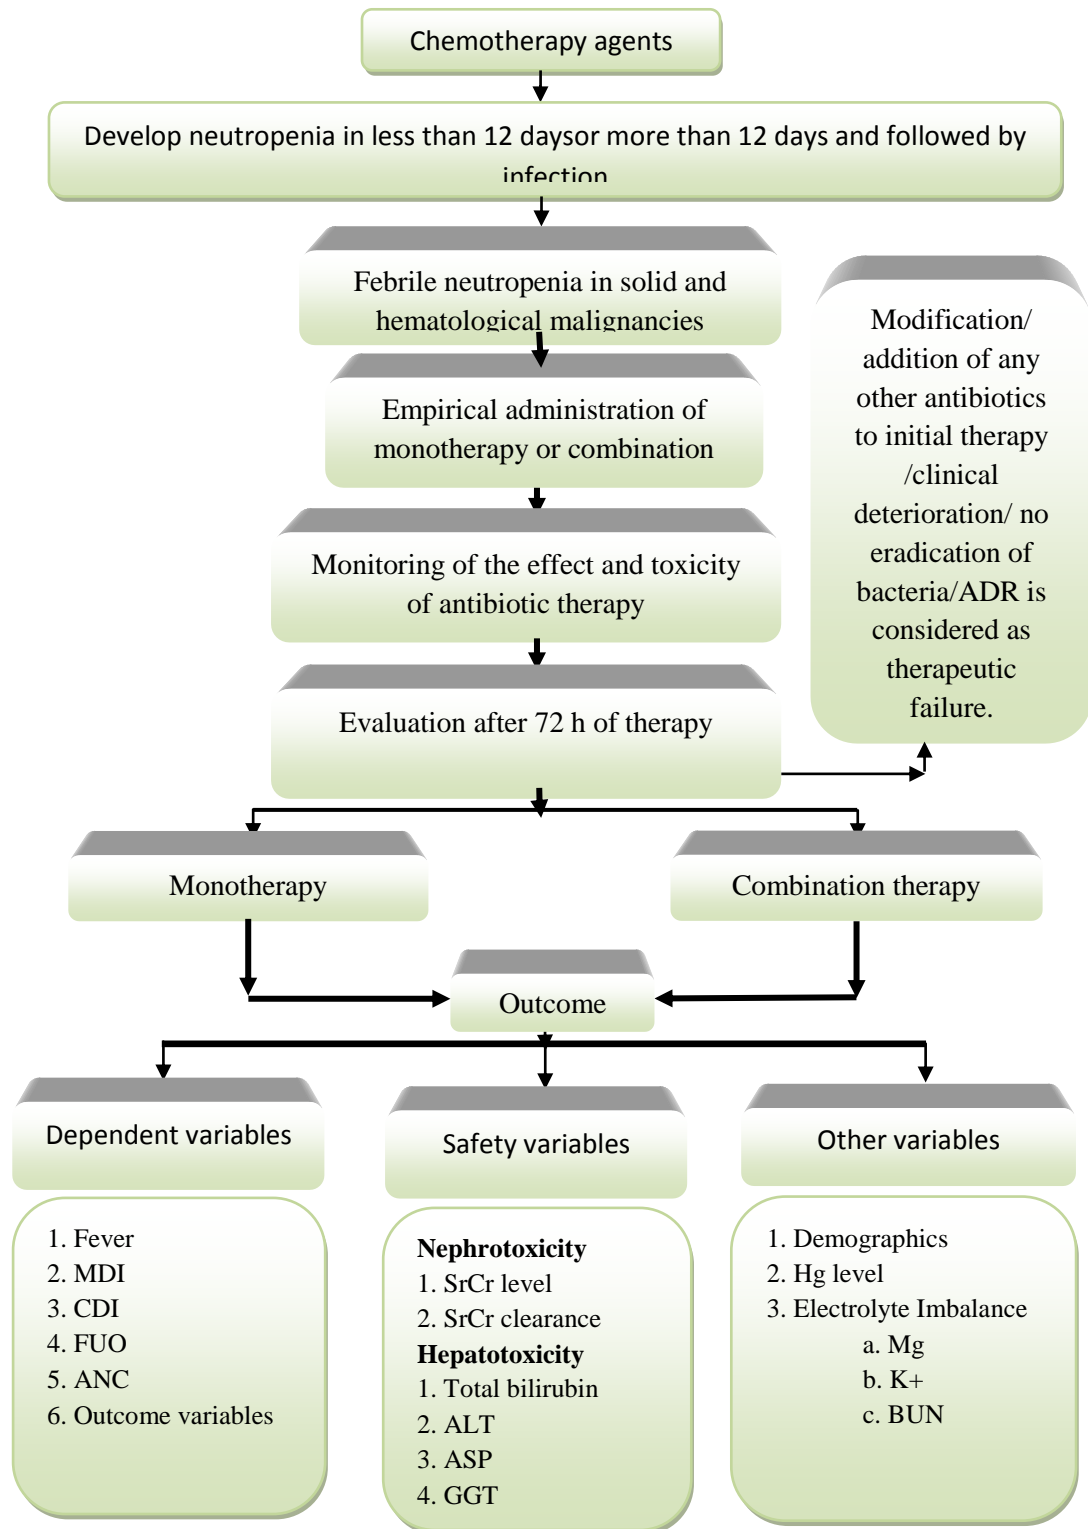 Chemotherapy agents
Develop neutropenia in less than 12 daysor more than 12 days and followed by
infection
Febrile neutropenia in solid and
hematological malignancies
Empirical administration of
monotherapy or combination
Monitoring of the effect and toxicity
of antibiotic therapy
Evaluation after 72 h of therapy
Modification/
addition of any
other antibiotics
to initial therapy
/clinical
deterioration/ no
eradication of
bacteria/ADR is
considered as
therapeutic
failure.
Monotherapy
Combination therapy
Outcome
Dependent variables
1. Fever
2. MDI
3. CDI
4. FUO
5. ANC
6. Outcome variables
Safety variables
Nephrotoxicity
1. SrCr level
2. SrCr clearance
Hepatotoxicity
1. Total bilirubin
2. ALT
3. ASP
4. GGT
Other variables
1. Demographics
2. Hg level
3. Electrolyte Imbalance
a. Mg
b. K+
c. BUN